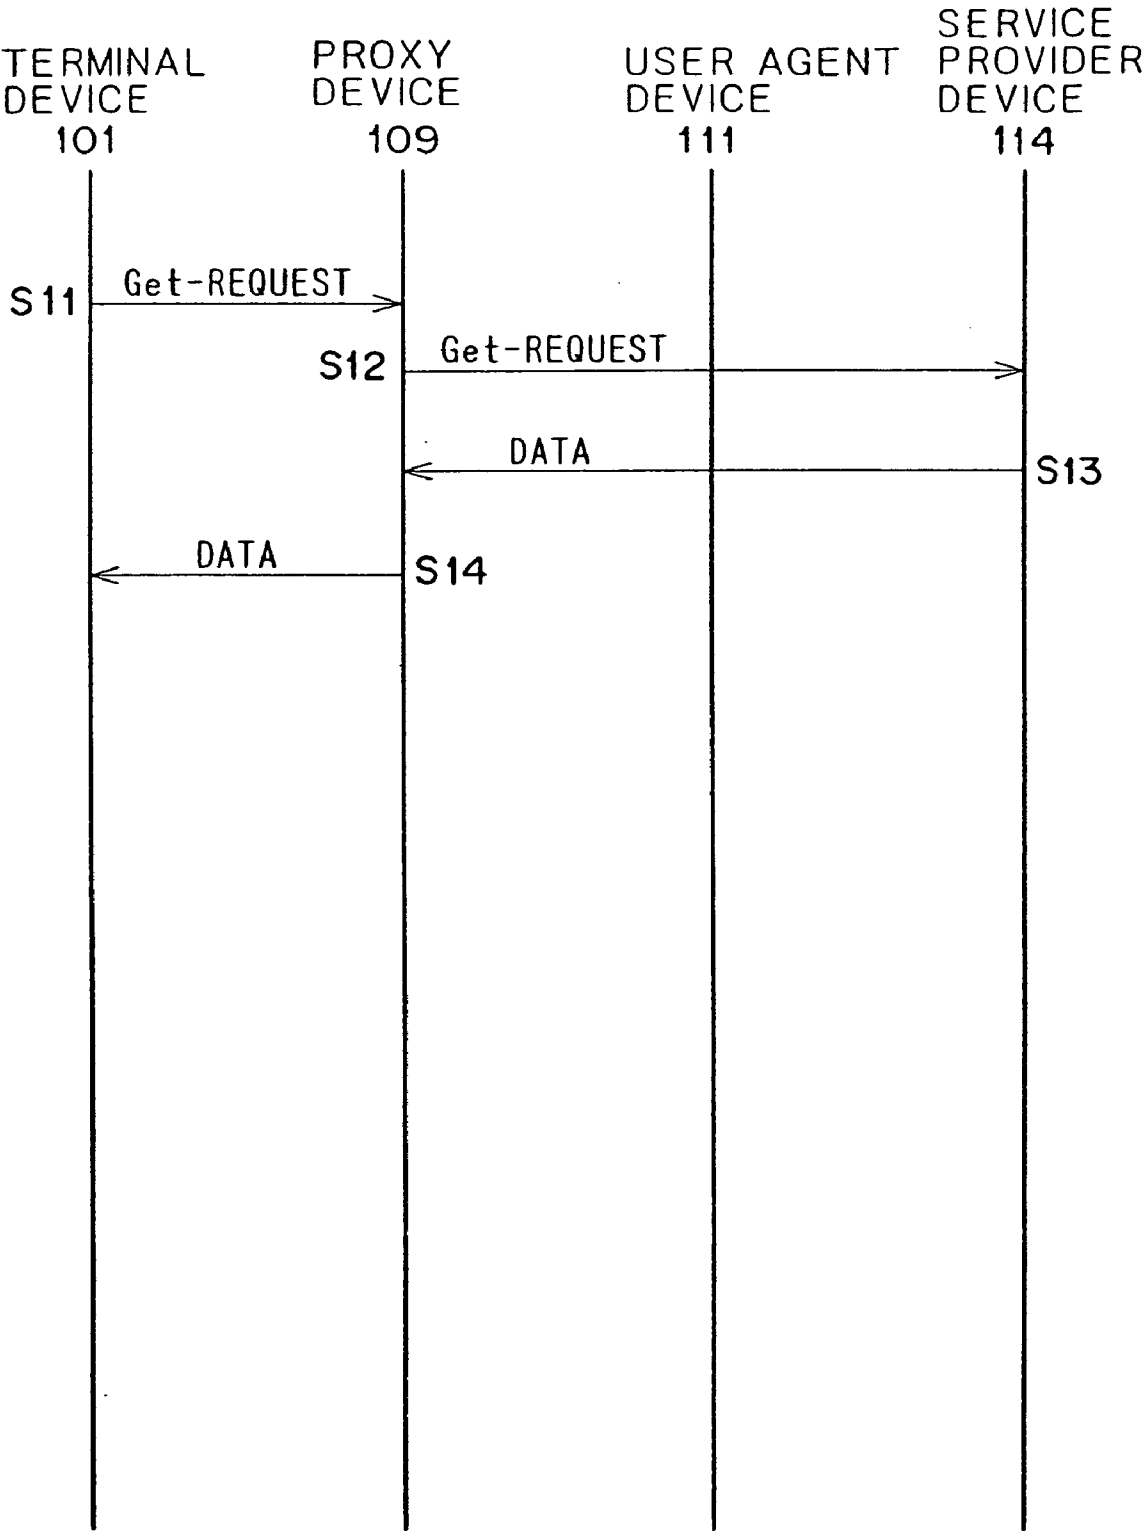 TERMINAL
DEVICE
101
PROXY
DEVICE
109
USER AGENT
DEVICE
111
SERVICE
PROVIDER
DEVICE
114
S11
Get-REQUEST
S12
Get-REQUEST
DATA
S13
DATA
S14